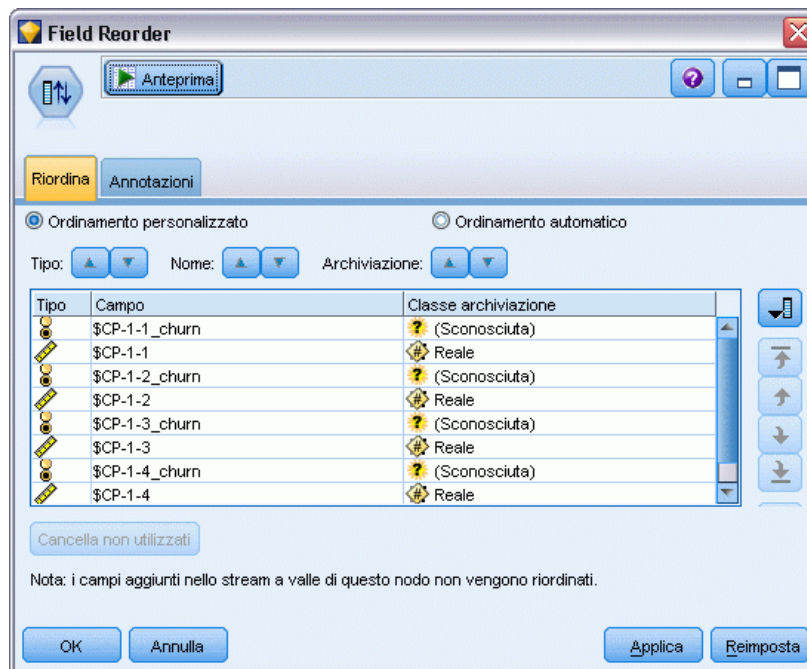 Field Reorder
Anteprima
Riordina Annotazioni
Ordinamento personalizzato Ordinamento automatico
Tipo: Nome: Archiviazione:
Tipo Campo Classe archiviazione
$CP-1-1_churn (Sconosciuta)
$CP-1-1 Reale
$CP-1-2_churn (Sconosciuta)
$CP-1-2 Reale
$CP-1-3_churn (Sconosciuta)
$CP-1-3 Reale
$CP-1-4_churn (Sconosciuta)
$CP-1-4 Reale
Cancella non utilizzati
Nota: i campi aggiunti nello stream a valle di questo nodo non vengono riordinati.
OK Annulla Applica Reimposta